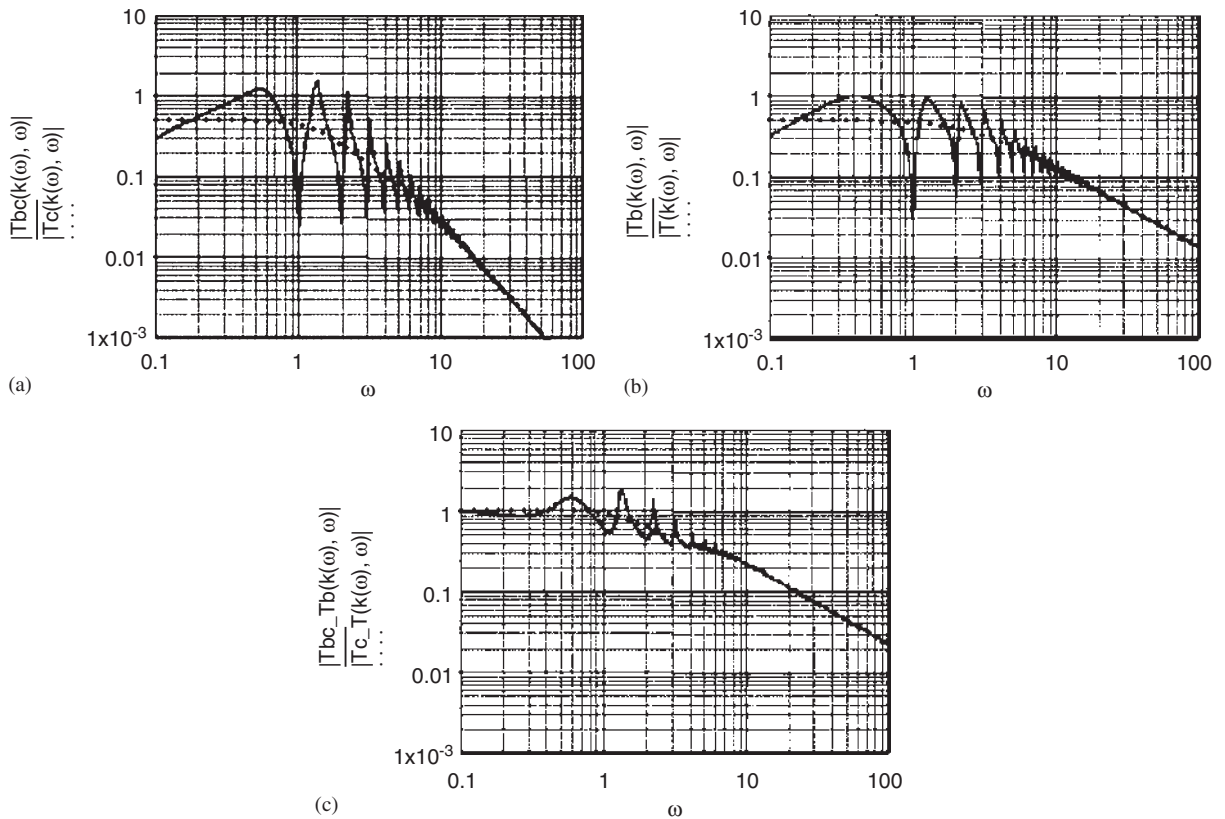 |Tbc(k(ω), ω)|
|Tc(k(ω), ω)|
....
10
1
0.1
0.01
1x10⁻³
0.1
1
10
100
ω
(a)
|Tb(k(ω), ω)|
|T(k(ω), ω)|
....
10
1
0.1
0.01
1x10⁻³
0.1
1
10
100
ω
(b)
|Tbc_Tb(k(ω), ω)|
|Tc_T(k(ω), ω)|
....
10
1
0.1
0.01
1x10⁻³
0.1
1
10
100
ω
(c)